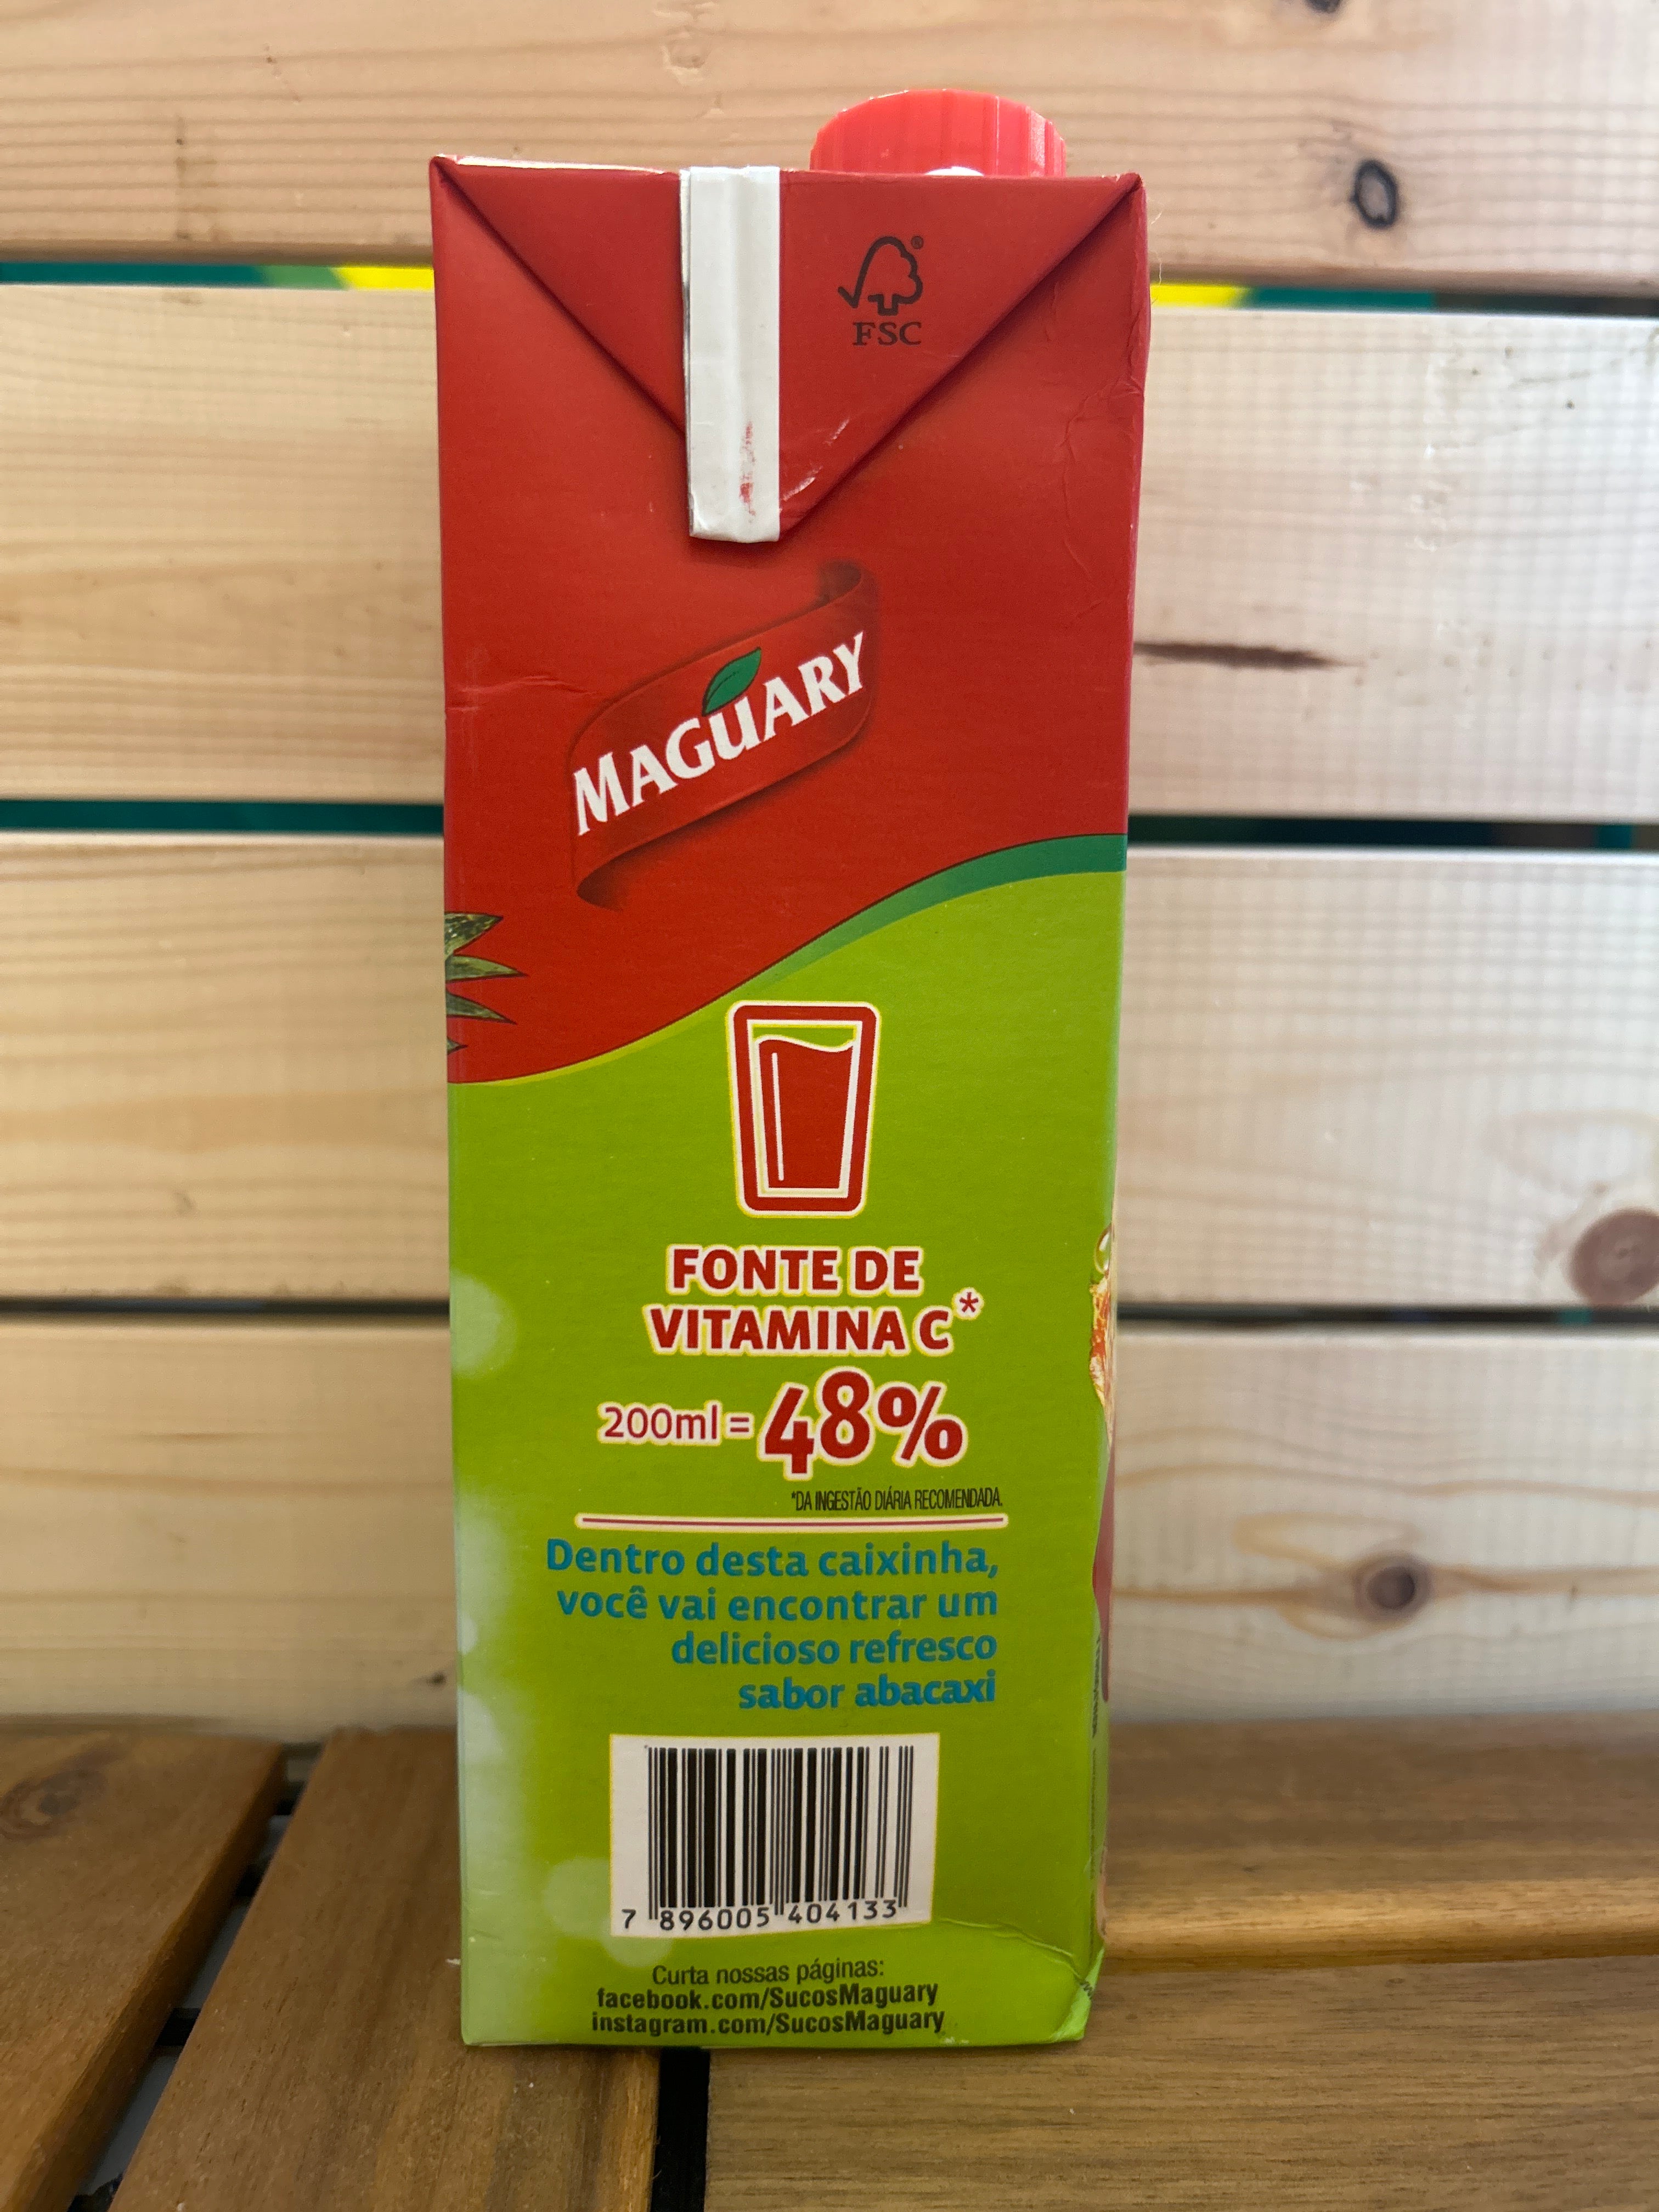 FSC
MAGUARY
FONTE DE
VITAMINA C*
200ml = 48%
*DA INGESTÃO DIÁRIA RECOMENDADA.
Dentro desta caixinha,
você vai encontrar um
delicioso refresco
sabor abacaxi
7 896005 404133
Curta nossas páginas:
facebook.com/SucosMaguary
instagram.com/SucosMaguary